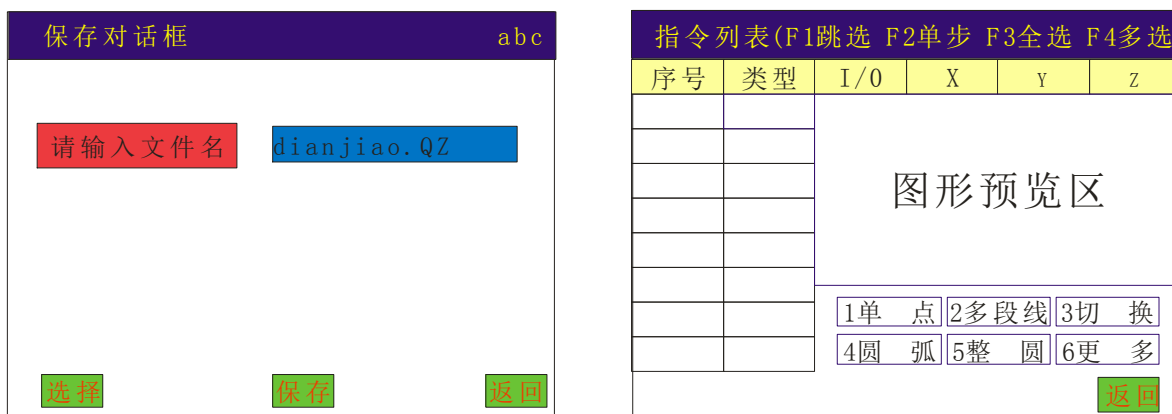 保存对话框 abc
请输入文件名 dianjiao.QZ
选择 保存 返回
指令列表(F1跳选 F2单步 F3全选 F4多选
序号 类型 I/0 X Y Z
图形预览区
1单 点 2多段线 3切 换
4圆 弧 5整 圆 6更 多
返回